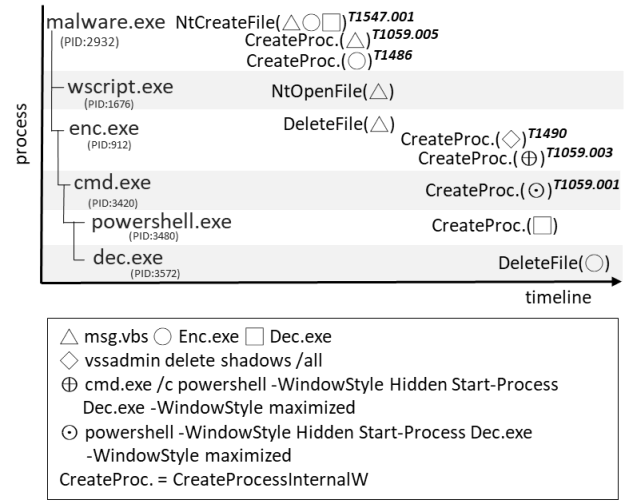 malware.exe NtCreateFile(△○□)T1547.001
(PID:2932) CreateProc.(△)T1059.005
CreateProc.(○)T1486
wscript.exe NtOpenFile(△)
(PID:1676)
enc.exe DeleteFile(△)
(PID:912) CreateProc.(◇)T1490
CreateProc.(⊕)T1059.003
cmd.exe CreateProc.(⊙)T1059.001
(PID:3420)
powershell.exe CreateProc.(□)
(PID:3480)
dec.exe DeleteFile(○)
(PID:3572)
process
timeline
△ msg.vbs ○ Enc.exe □ Dec.exe
◇ vssadmin delete shadows /all
⊕ cmd.exe /c powershell -WindowStyle Hidden Start-Process
Dec.exe -WindowStyle maximized
⊙ powershell -WindowStyle Hidden Start-Process Dec.exe
-WindowStyle maximized
CreateProc. = CreateProcessInternalW